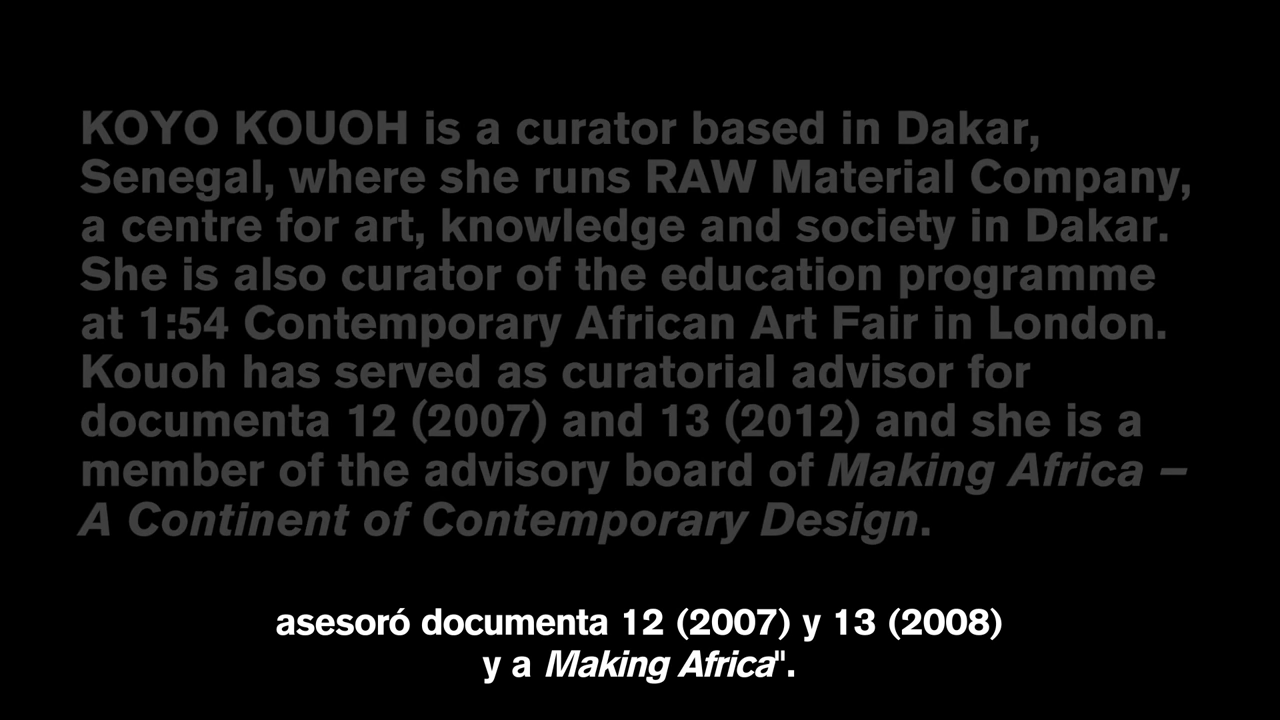 KOYO KOUOH is a curator based in Dakar,
Senegal, where she runs RAW Material Company,
a centre for art, knowledge and society in Dakar.
She is also curator of the education programme
at 1:54 Contemporary African Art Fair in London.
Kouoh has served as curatorial advisor for
documenta 12 (2007) and 13 (2012) and she is a
member of the advisory board of Making Africa –
A Continent of Contemporary Design.
asesoró documenta 12 (2007) y 13 (2008)
y a Making Africa".